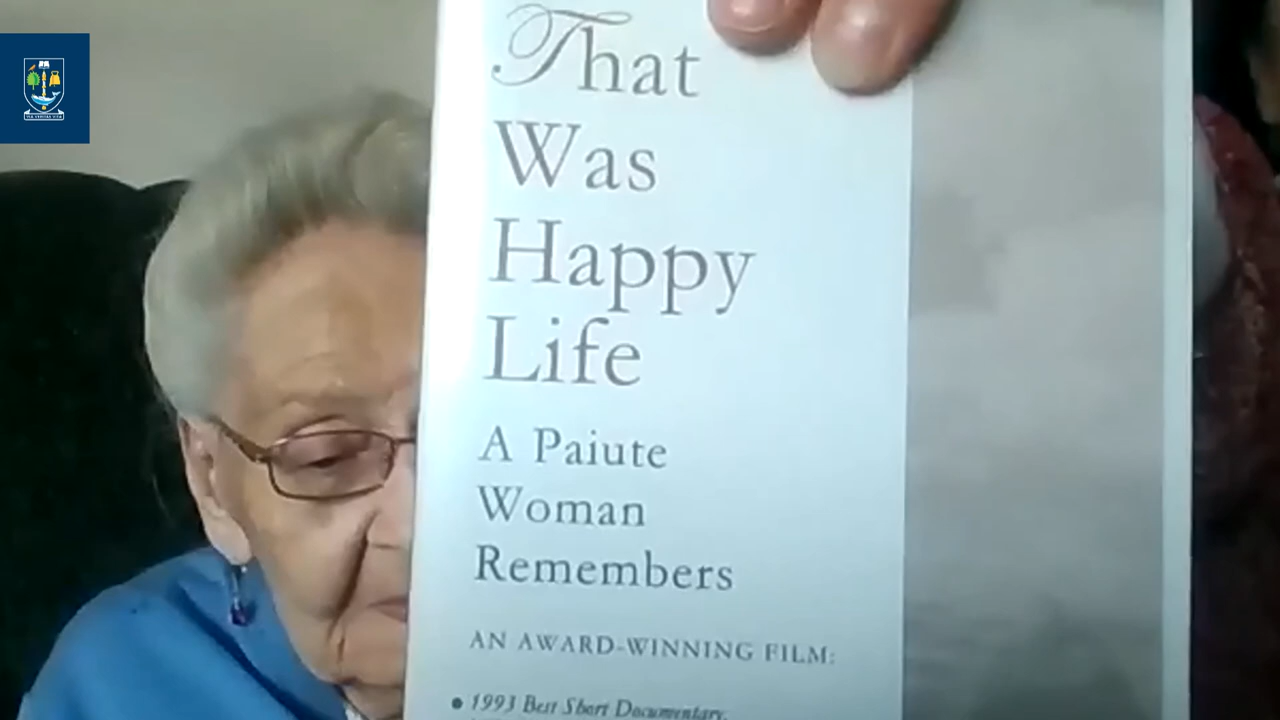 That
Was
Happy
Life
A Paiute
Woman
Remembers
AN AWARD-WINNING FILM:
• 1993 Best Short Documentary,